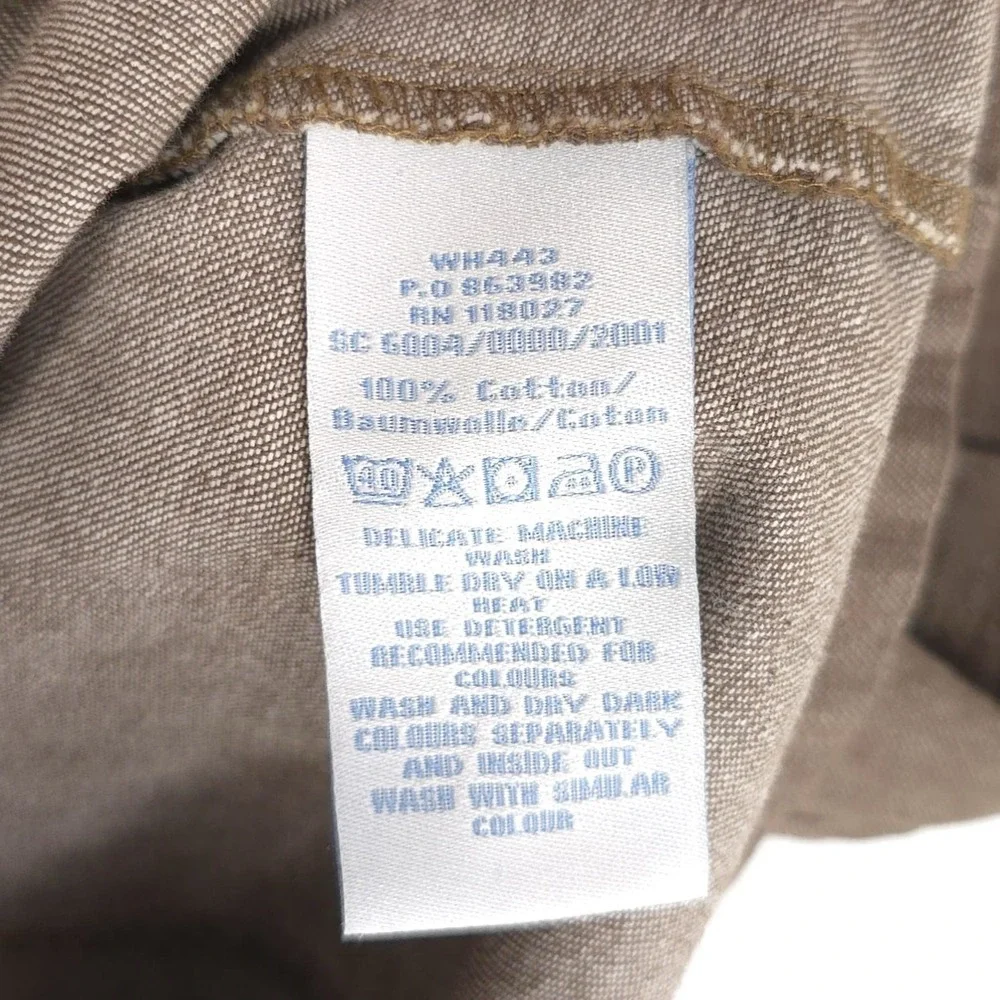 WH443
P.O 863982
RN 118027
SC 6004/0000/2001
100% Cotton/
Baumwolle/Coton
40 P
DELICATE MACHINE
WASH
TUMBLE DRY ON A LOW
HEAT
USE DETERGENT
RECOMMENDED FOR
COLOURS
WASH AND DRY DARK
COLOURS SEPARATELY
AND INSIDE OUT
WASH WITH SIMILAR
COLOUR